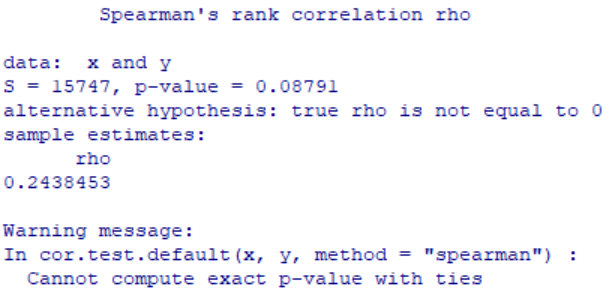 Spearman's rank correlation rho
data:  x and y
S = 15747, p-value = 0.08791
alternative hypothesis: true rho is not equal to 0
sample estimates:
rho
0.2438453
Warning message:
In cor.test.default(x, y, method = "spearman") :
Cannot compute exact p-value with ties